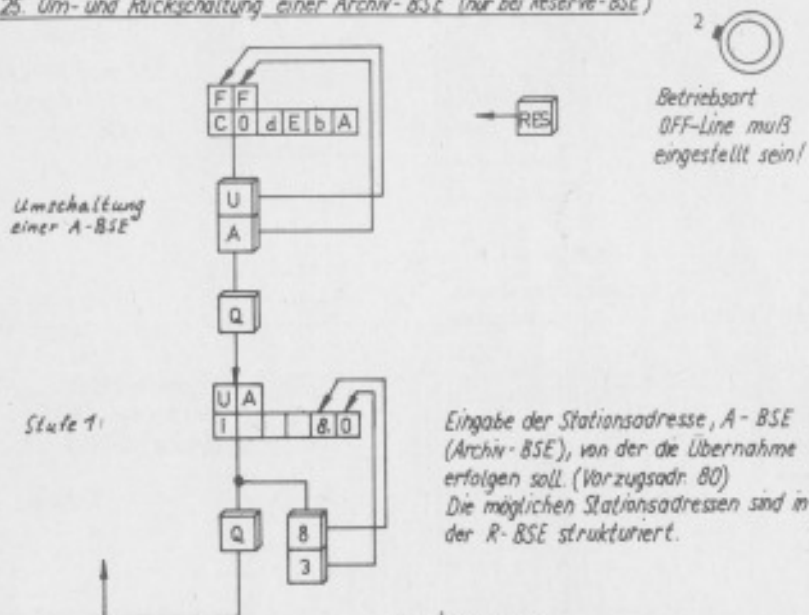 25. Um- und Rückschaltung einer Archiv-BSE (nur bei Reserve-BSE)
2
F F
C 0 d E b A
RES
Betriebsart
OFF-Line muß
eingestellt sein!
Umschaltung
einer A-BSE
U
A
Q
Stufe 1:
U A
1 8. 0
Eingabe der Stationsadresse, A-BSE
(Archiv-BSE), von der die Übernahme
erfolgen soll. (Vorzugsadr. 80)
Die möglichen Stationsadressen sind in
der R-BSE strukturiert.
Q
8
3